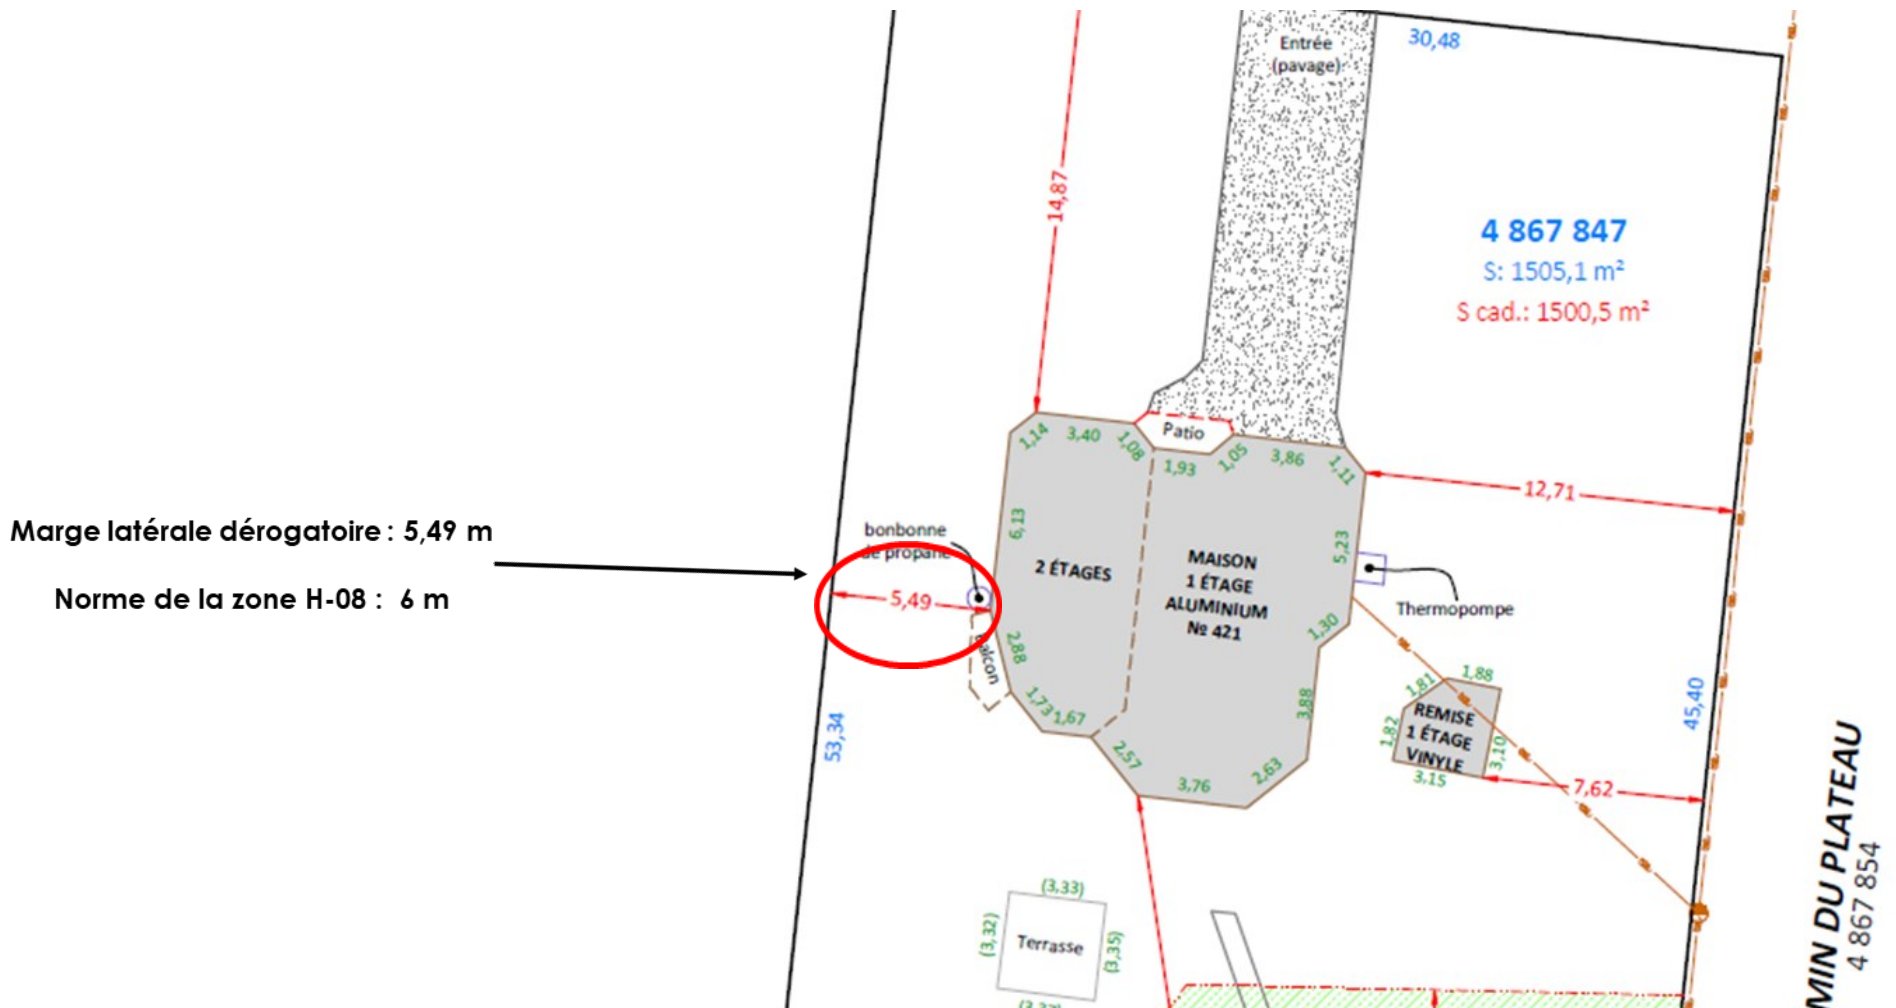 Entrée
(pavage)
30,48
14,87
4 867 847
S: 1505,1 m²
S cad.: 1500,5 m²
Patio
1,14
3,40
1,08
1,93
1,05
3,86
1,11
12,71
Marge latérale dérogatoire : 5,49 m
Norme de la zone H-08 : 6 m
bonbonne
de propane
5,49
6,13
2 ÉTAGES
MAISON
1 ÉTAGE
ALUMINIUM
№ 421
5,23
Thermopompe
1,30
2,88
balcon
1,73
1,67
3,88
2,57
3,76
2,63
1,81
1,88
1,82
REMISE
1 ÉTAGE
VINYLE
3,10
3,15
7,62
53,34
45,40
MIN DU PLATEAU
4 867 854
(3,33)
(3,32)
Terrasse
(3,35)